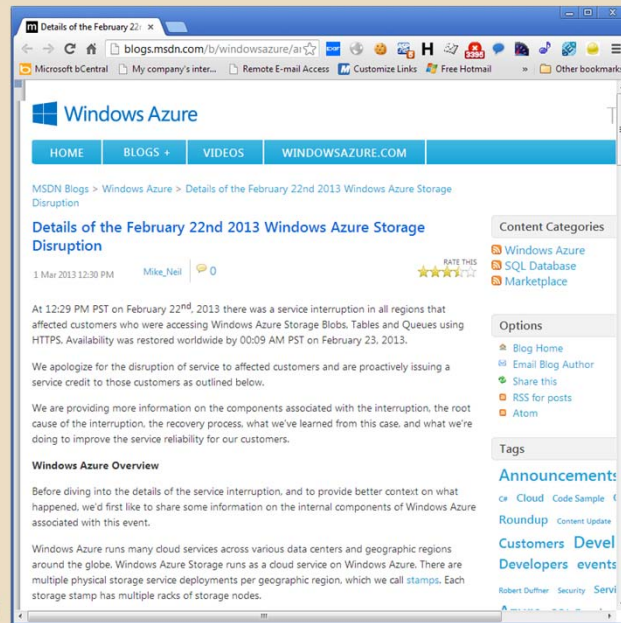 Details of the February 22
blogs.msdn.com/b/windowsazure/ar
3395
Microsoft bCentral My company's inter... Remote E-mail Access Customize Links Free Hotmail » Other bookmark
Windows Azure
T
HOME BLOGS + VIDEOS WINDOWSAZURE.COM
MSDN Blogs > Windows Azure > Details of the February 22nd 2013 Windows Azure Storage
Disruption
Details of the February 22nd 2013 Windows Azure Storage
Disruption
1 Mar 2013 12:30 PM Mike_Neil 0 RATE THIS
At 12:29 PM PST on February 22nd, 2013 there was a service interruption in all regions that
affected customers who were accessing Windows Azure Storage Blobs, Tables and Queues using
HTTPS. Availability was restored worldwide by 00:09 AM PST on February 23, 2013.
We apologize for the disruption of service to affected customers and are proactively issuing a
service credit to those customers as outlined below.
We are providing more information on the components associated with the interruption, the root
cause of the interruption, the recovery process, what we've learned from this case, and what we're
doing to improve the service reliability for our customers.
Windows Azure Overview
Before diving into the details of the service interruption, and to provide better context on what
happened, we'd first like to share some information on the internal components of Windows Azure
associated with this event.
Windows Azure runs many cloud services across various data centers and geographic regions
around the globe. Windows Azure Storage runs as a cloud service on Windows Azure. There are
multiple physical storage service deployments per geographic region, which we call stamps. Each
storage stamp has multiple racks of storage nodes.
Content Categories
Windows Azure
SQL Database
Marketplace
Options
Blog Home
Email Blog Author
Share this
RSS for posts
Atom
Tags
Announcements
c# Cloud Code Sample
Roundup Content Update
Customers Devel
Developers events
Robert Duffner Security Servi